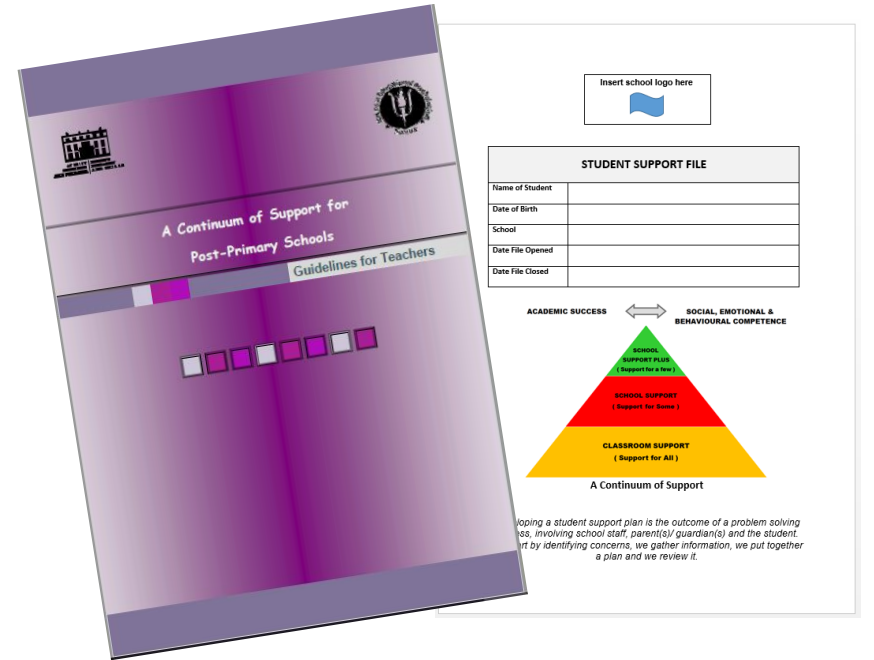 A Continuum of Support for
Post-Primary Schools
Guidelines for Teachers
Insert school logo here
STUDENT SUPPORT FILE
Name of Student
Date of Birth
School
Date File Opened
Date File Closed
ACADEMIC SUCCESS
SOCIAL, EMOTIONAL &
BEHAVIOURAL COMPETENCE
SCHOOL
SUPPORT PLUS
( Support for a few )
SCHOOL SUPPORT
( Support for Some )
CLASSROOM SUPPORT
( Support for All )
A Continuum of Support
a student support plan is the outcome of a problem solving
involving school staff, parent(s)/ guardian(s) and the student.
by identifying concerns, we gather information, we put together
a plan and we review it.